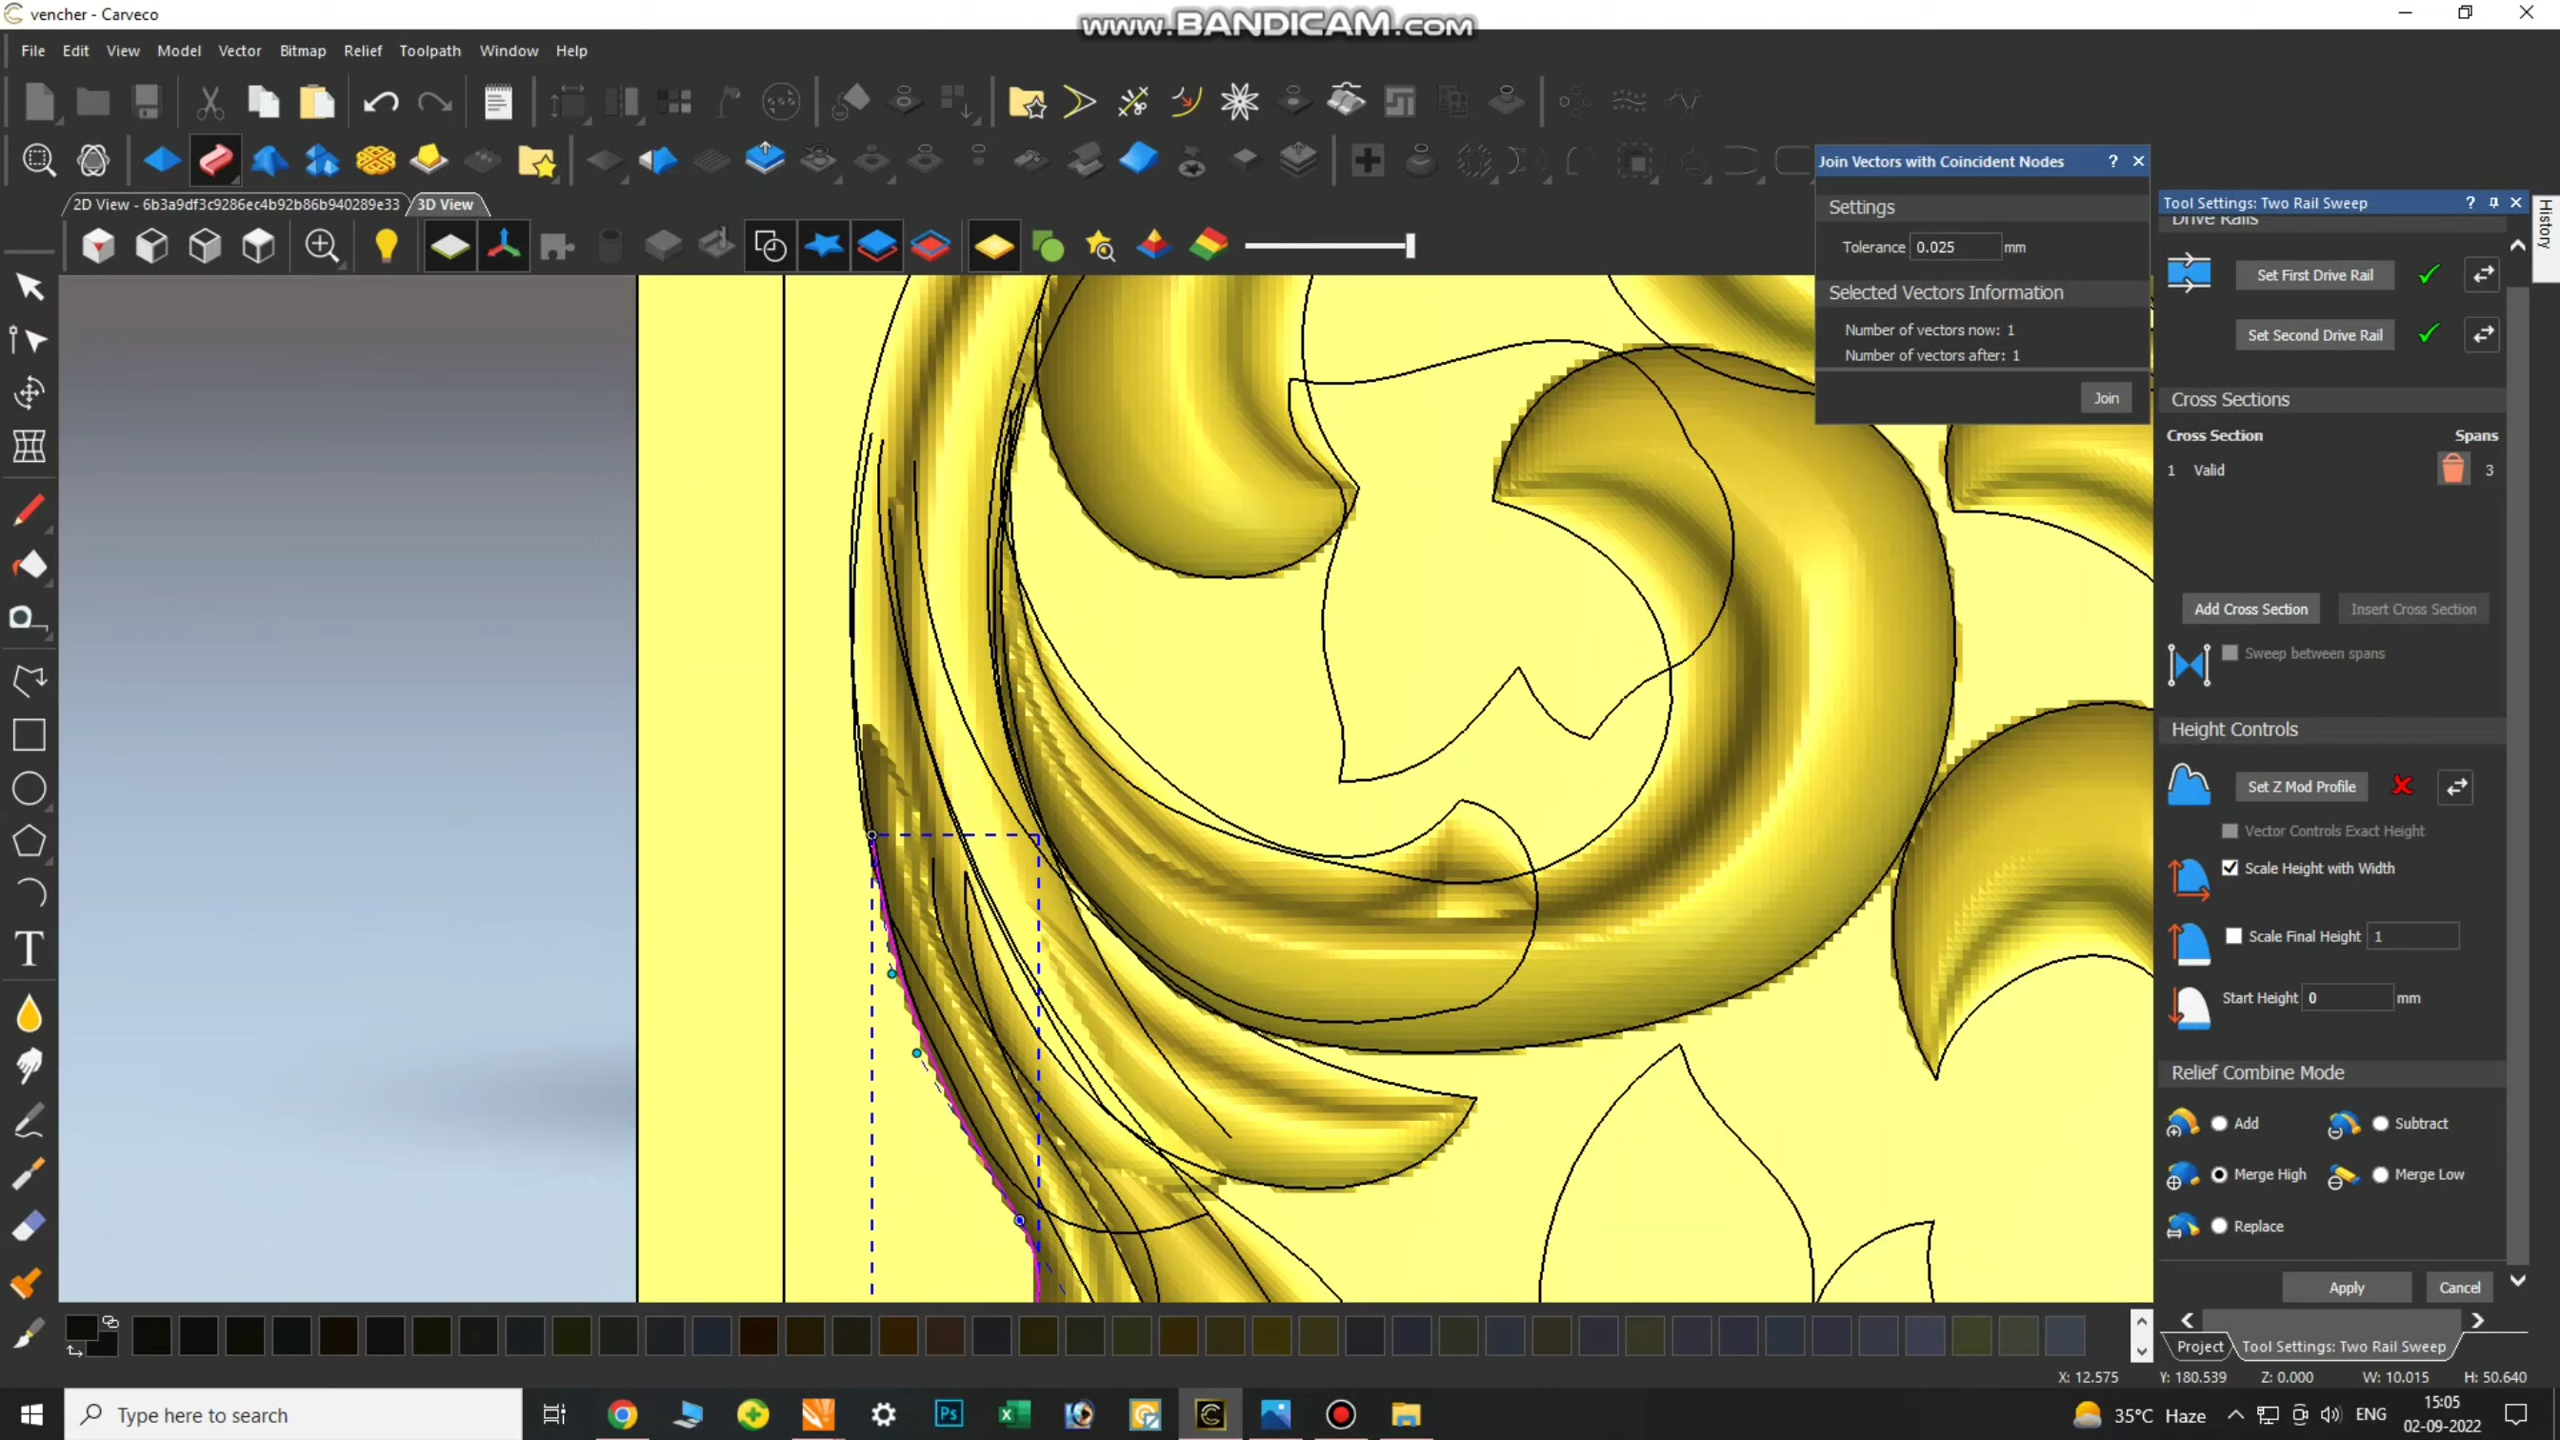 vencher - Carveco
www.BANDICAM.com
File Edit View Model Vector Bitmap Relief Toolpath Window Help
2D View - 6b3a9df3c9286ec4b92b86b940289e33 3D View
Join Vectors with Coincident Nodes ?
Settings
Tolerance 0.025 mm
Selected Vectors Information
Number of vectors now: 1
Number of vectors after: 1
Join
Tool Settings: Two Rail Sweep ?
History
Drive Rails
Set First Drive Rail
Set Second Drive Rail
Cross Sections
Cross Section Spans
1 Valid 3
Add Cross Section Insert Cross Section
Sweep between spans
Height Controls
Set Z Mod Profile
Vector Controls Exact Height
Scale Height with Width
Scale Final Height 1
Start Height 0 mm
Relief Combine Mode
Add Subtract
Merge High Merge Low
Replace
Apply Cancel
Project Tool Settings: Two Rail Sweep
X: 12.575 Y: 180.539 Z: 0.000 W: 10.015 H: 50.640
Type here to search
Ps
35°C Haze
ENG
15:05
02-09-2022